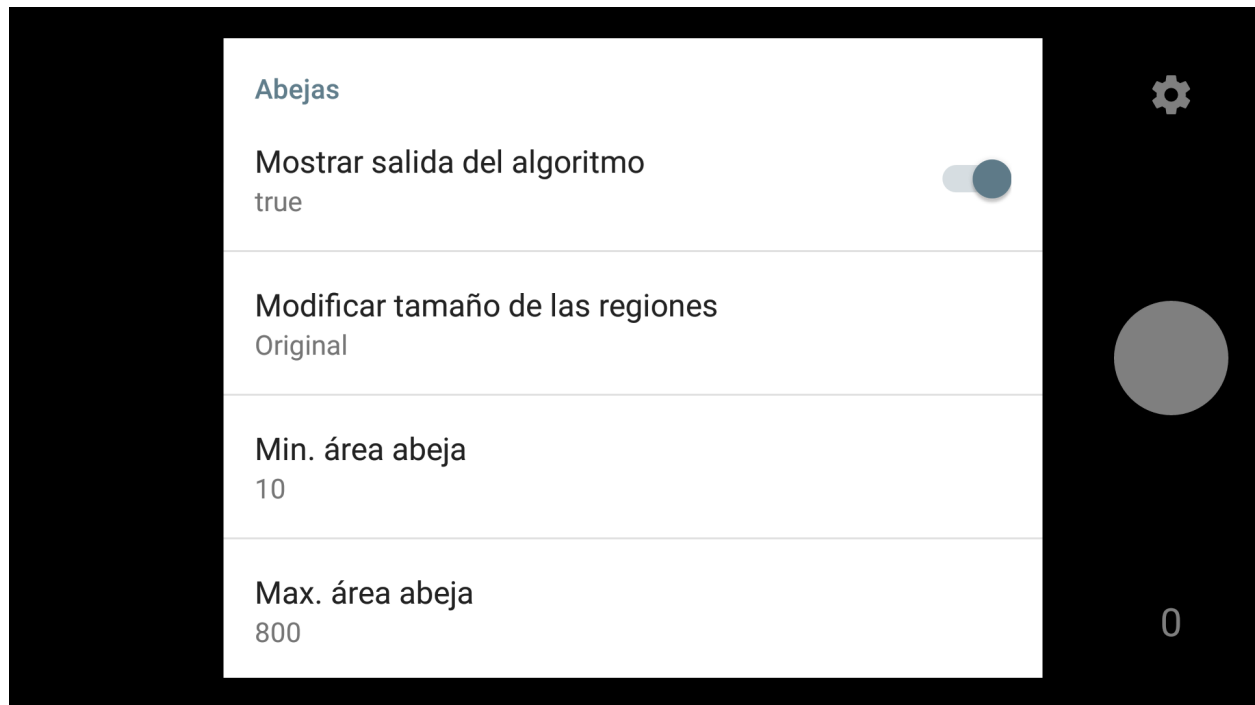 Abejas
Mostrar salida del algoritmo
true
Modificar tamaño de las regiones
Original
Min. área abeja
10
Max. área abeja
800
0